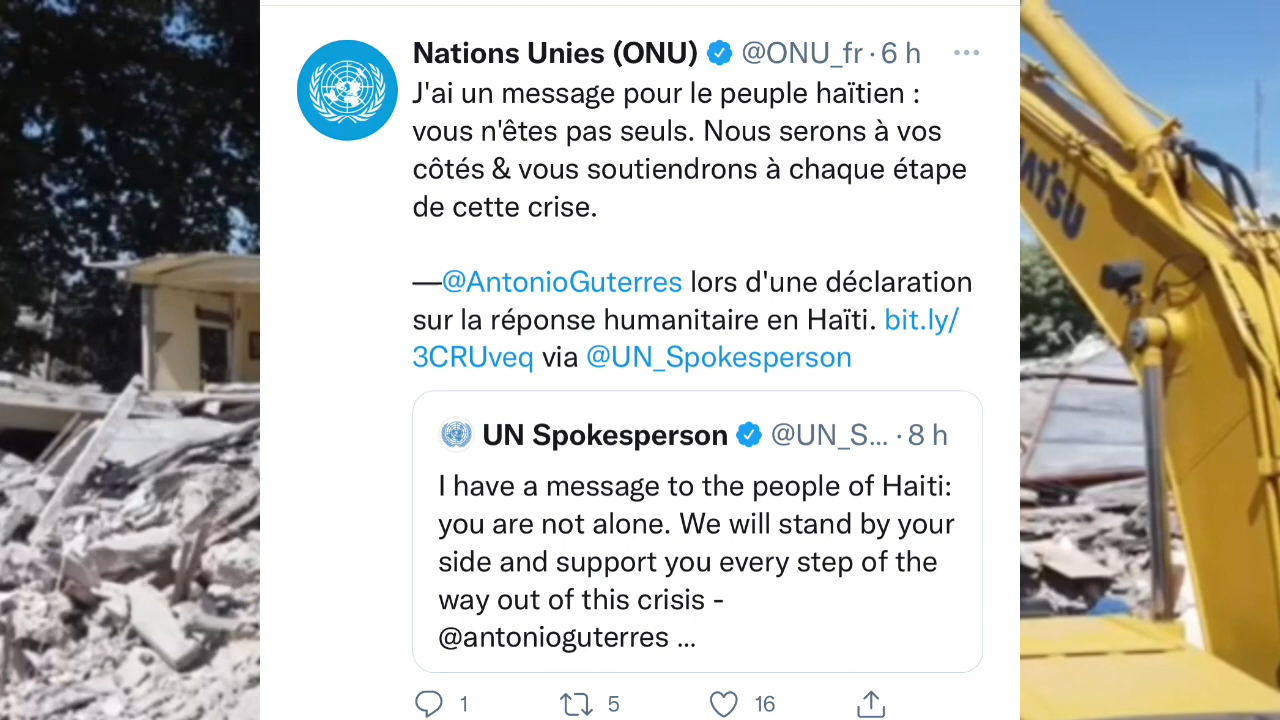 Nations Unies (ONU) @ONU_fr · 6 h
J'ai un message pour le peuple haïtien :
vous n'êtes pas seuls. Nous serons à vos
côtés & vous soutiendrons à chaque étape
de cette crise.
—@AntonioGuterres lors d'une déclaration
sur la réponse humanitaire en Haïti. bit.ly/
3CRUveq via @UN_Spokesperson
UN Spokesperson @UN_S... · 8 h
I have a message to the people of Haiti:
you are not alone. We will stand by your
side and support you every step of the
way out of this crisis -
@antonioguterres ...
1 5 16